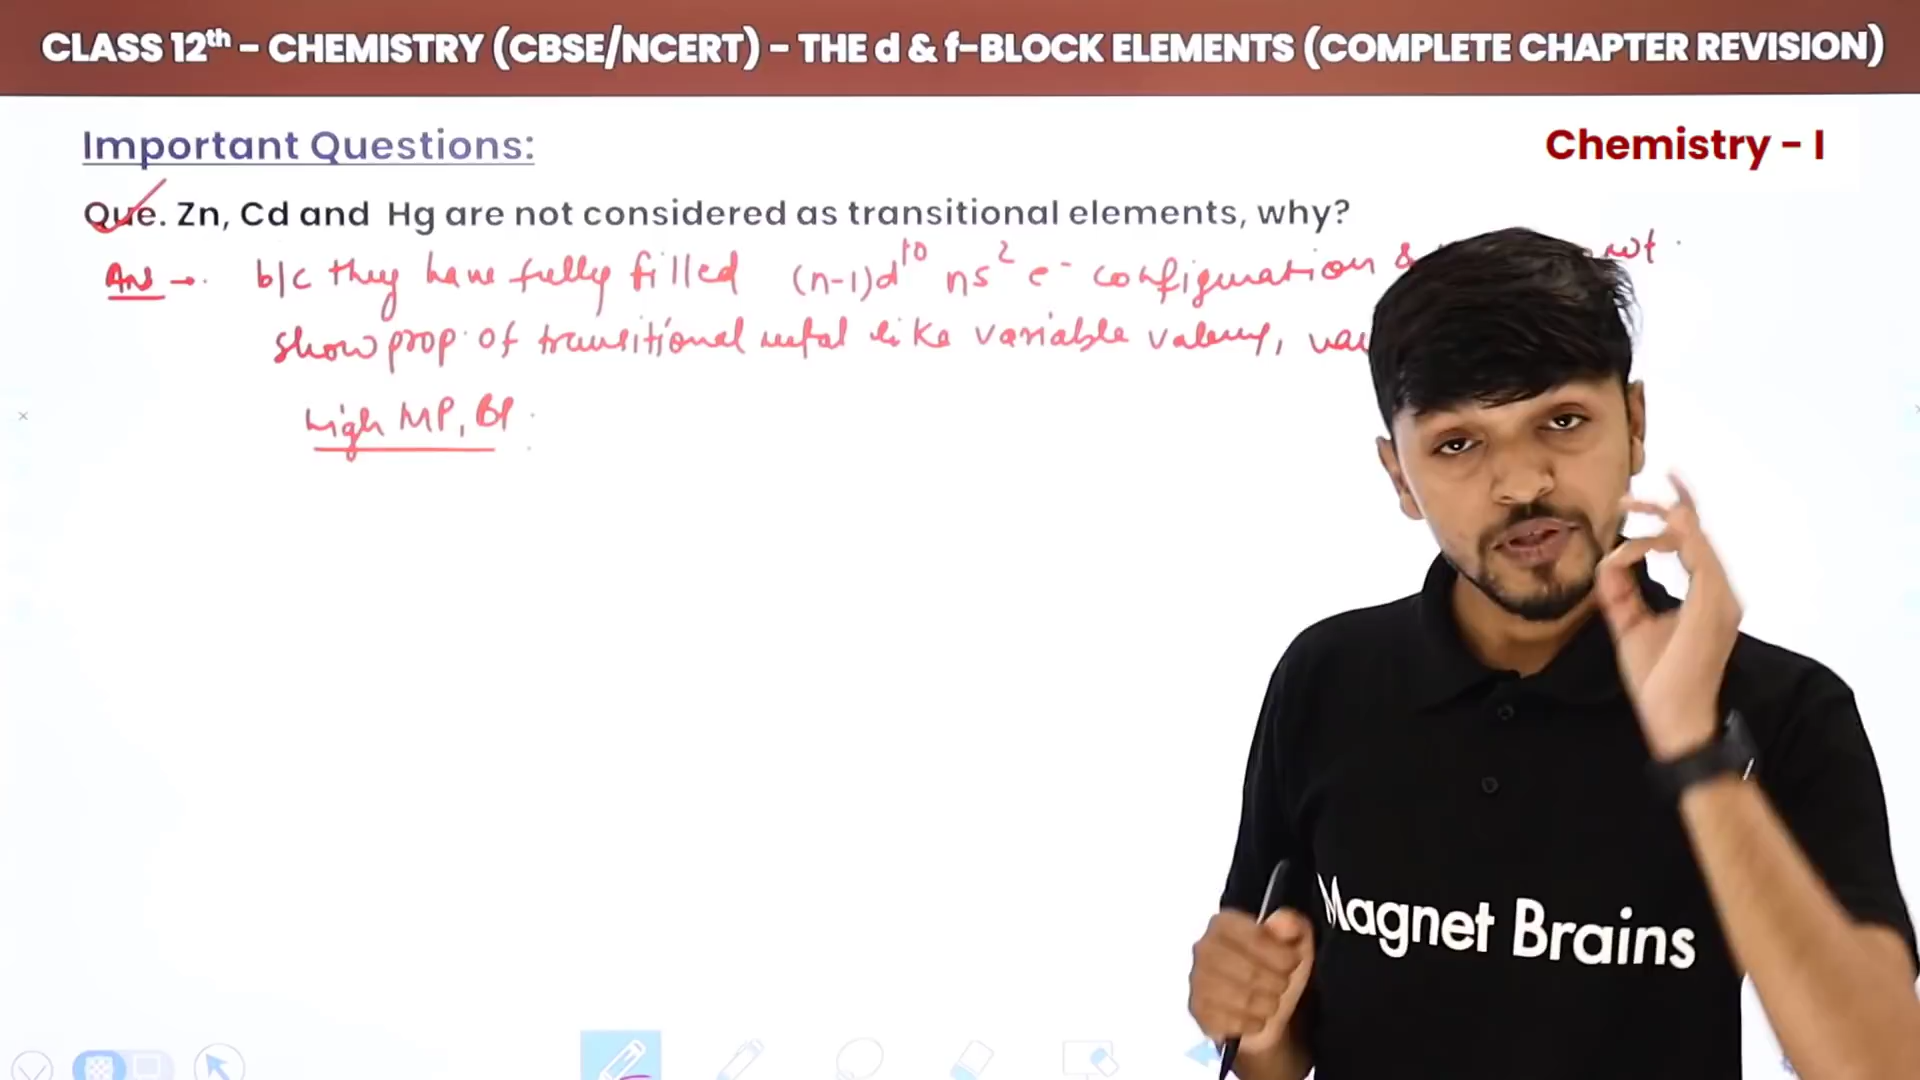 CLASS 12th - CHEMISTRY (CBSE/NCERT) - THE d & f-BLOCK ELEMENTS (COMPLETE CHAPTER REVISION)
Important Questions:
Chemistry - I
Que. Zn, Cd and Hg are not considered as transitional elements, why?
Ans → b/c they have fully filled (n-1)d¹⁰ ns² e⁻ configuration & not
show prop. of transitional metal like variable valency,
high MP, BP.
Magnet Brains